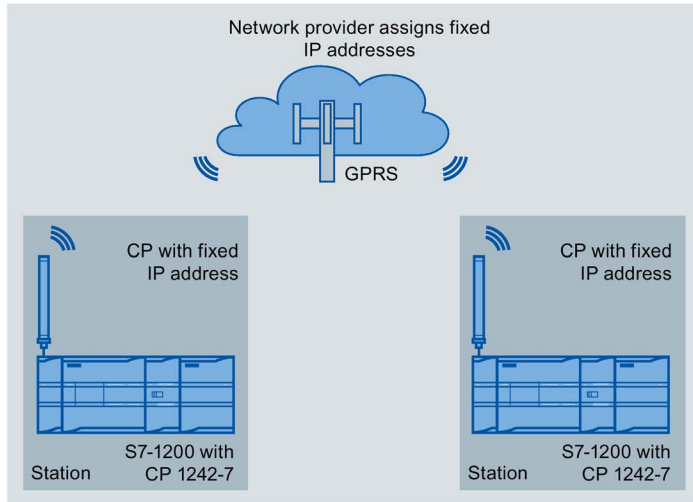 Network provider assigns fixed
IP addresses
GPRS
CP with fixed
IP address
S7-1200 with
CP 1242-7
Station
CP with fixed
IP address
S7-1200 with
CP 1242-7
Station